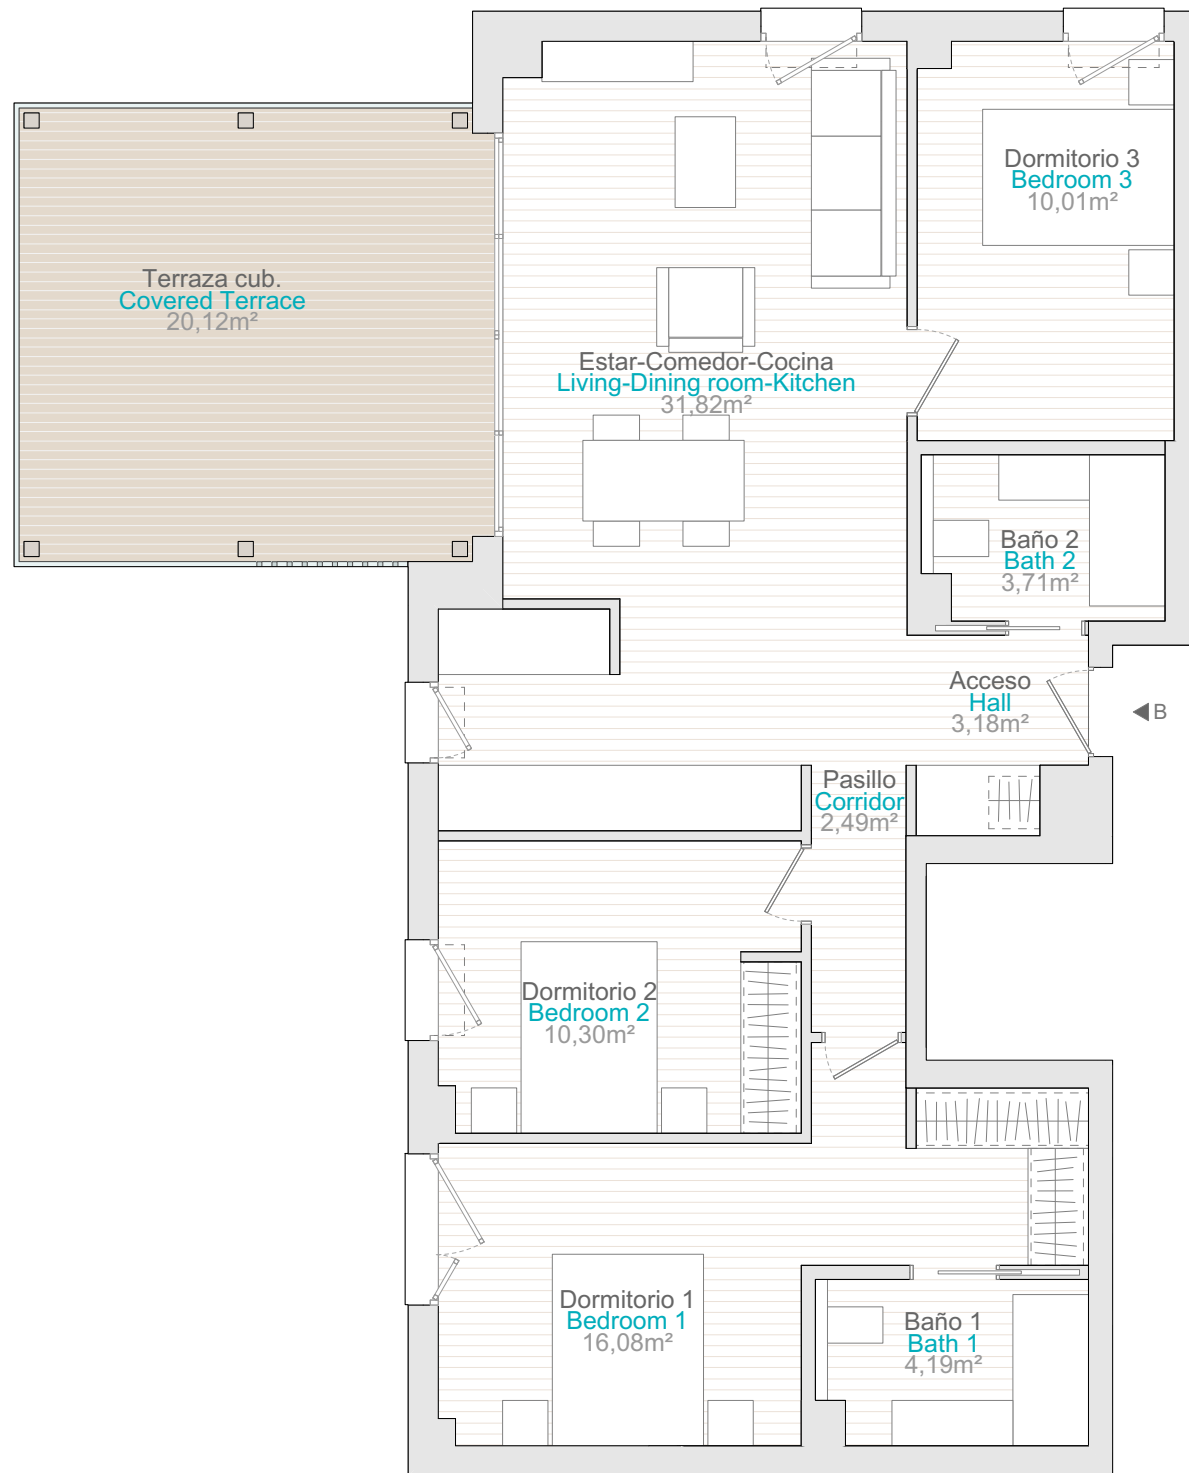 Dormitorio 3
Bedroom 3
10,01m²
Terraza cub.
Covered Terrace
20,12m²
Estar-Comedor-Cocina
Living-Dining room-Kitchen
31,82m²
Baño 2
Bath 2
3,71m²
Acceso
Hall
3,18m²
B
Pasillo
Corridor
2,49m²
Dormitorio 2
Bedroom 2
10,30m²
Dormitorio 1
Bedroom 1
16,08m²
Baño 1
Bath 1
4,19m²